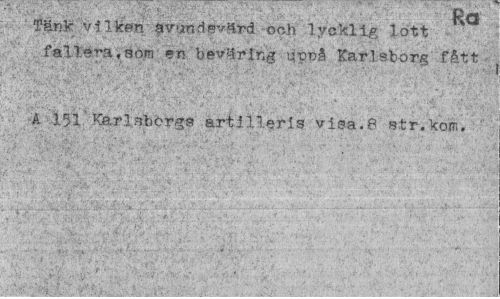 Ra
Tänk vilken avundsvärd och lycklig lott
fallera,som en beväring uppå Karlsborg fått
A 151 Karlsborgs artilleris visa.8 str.kom.